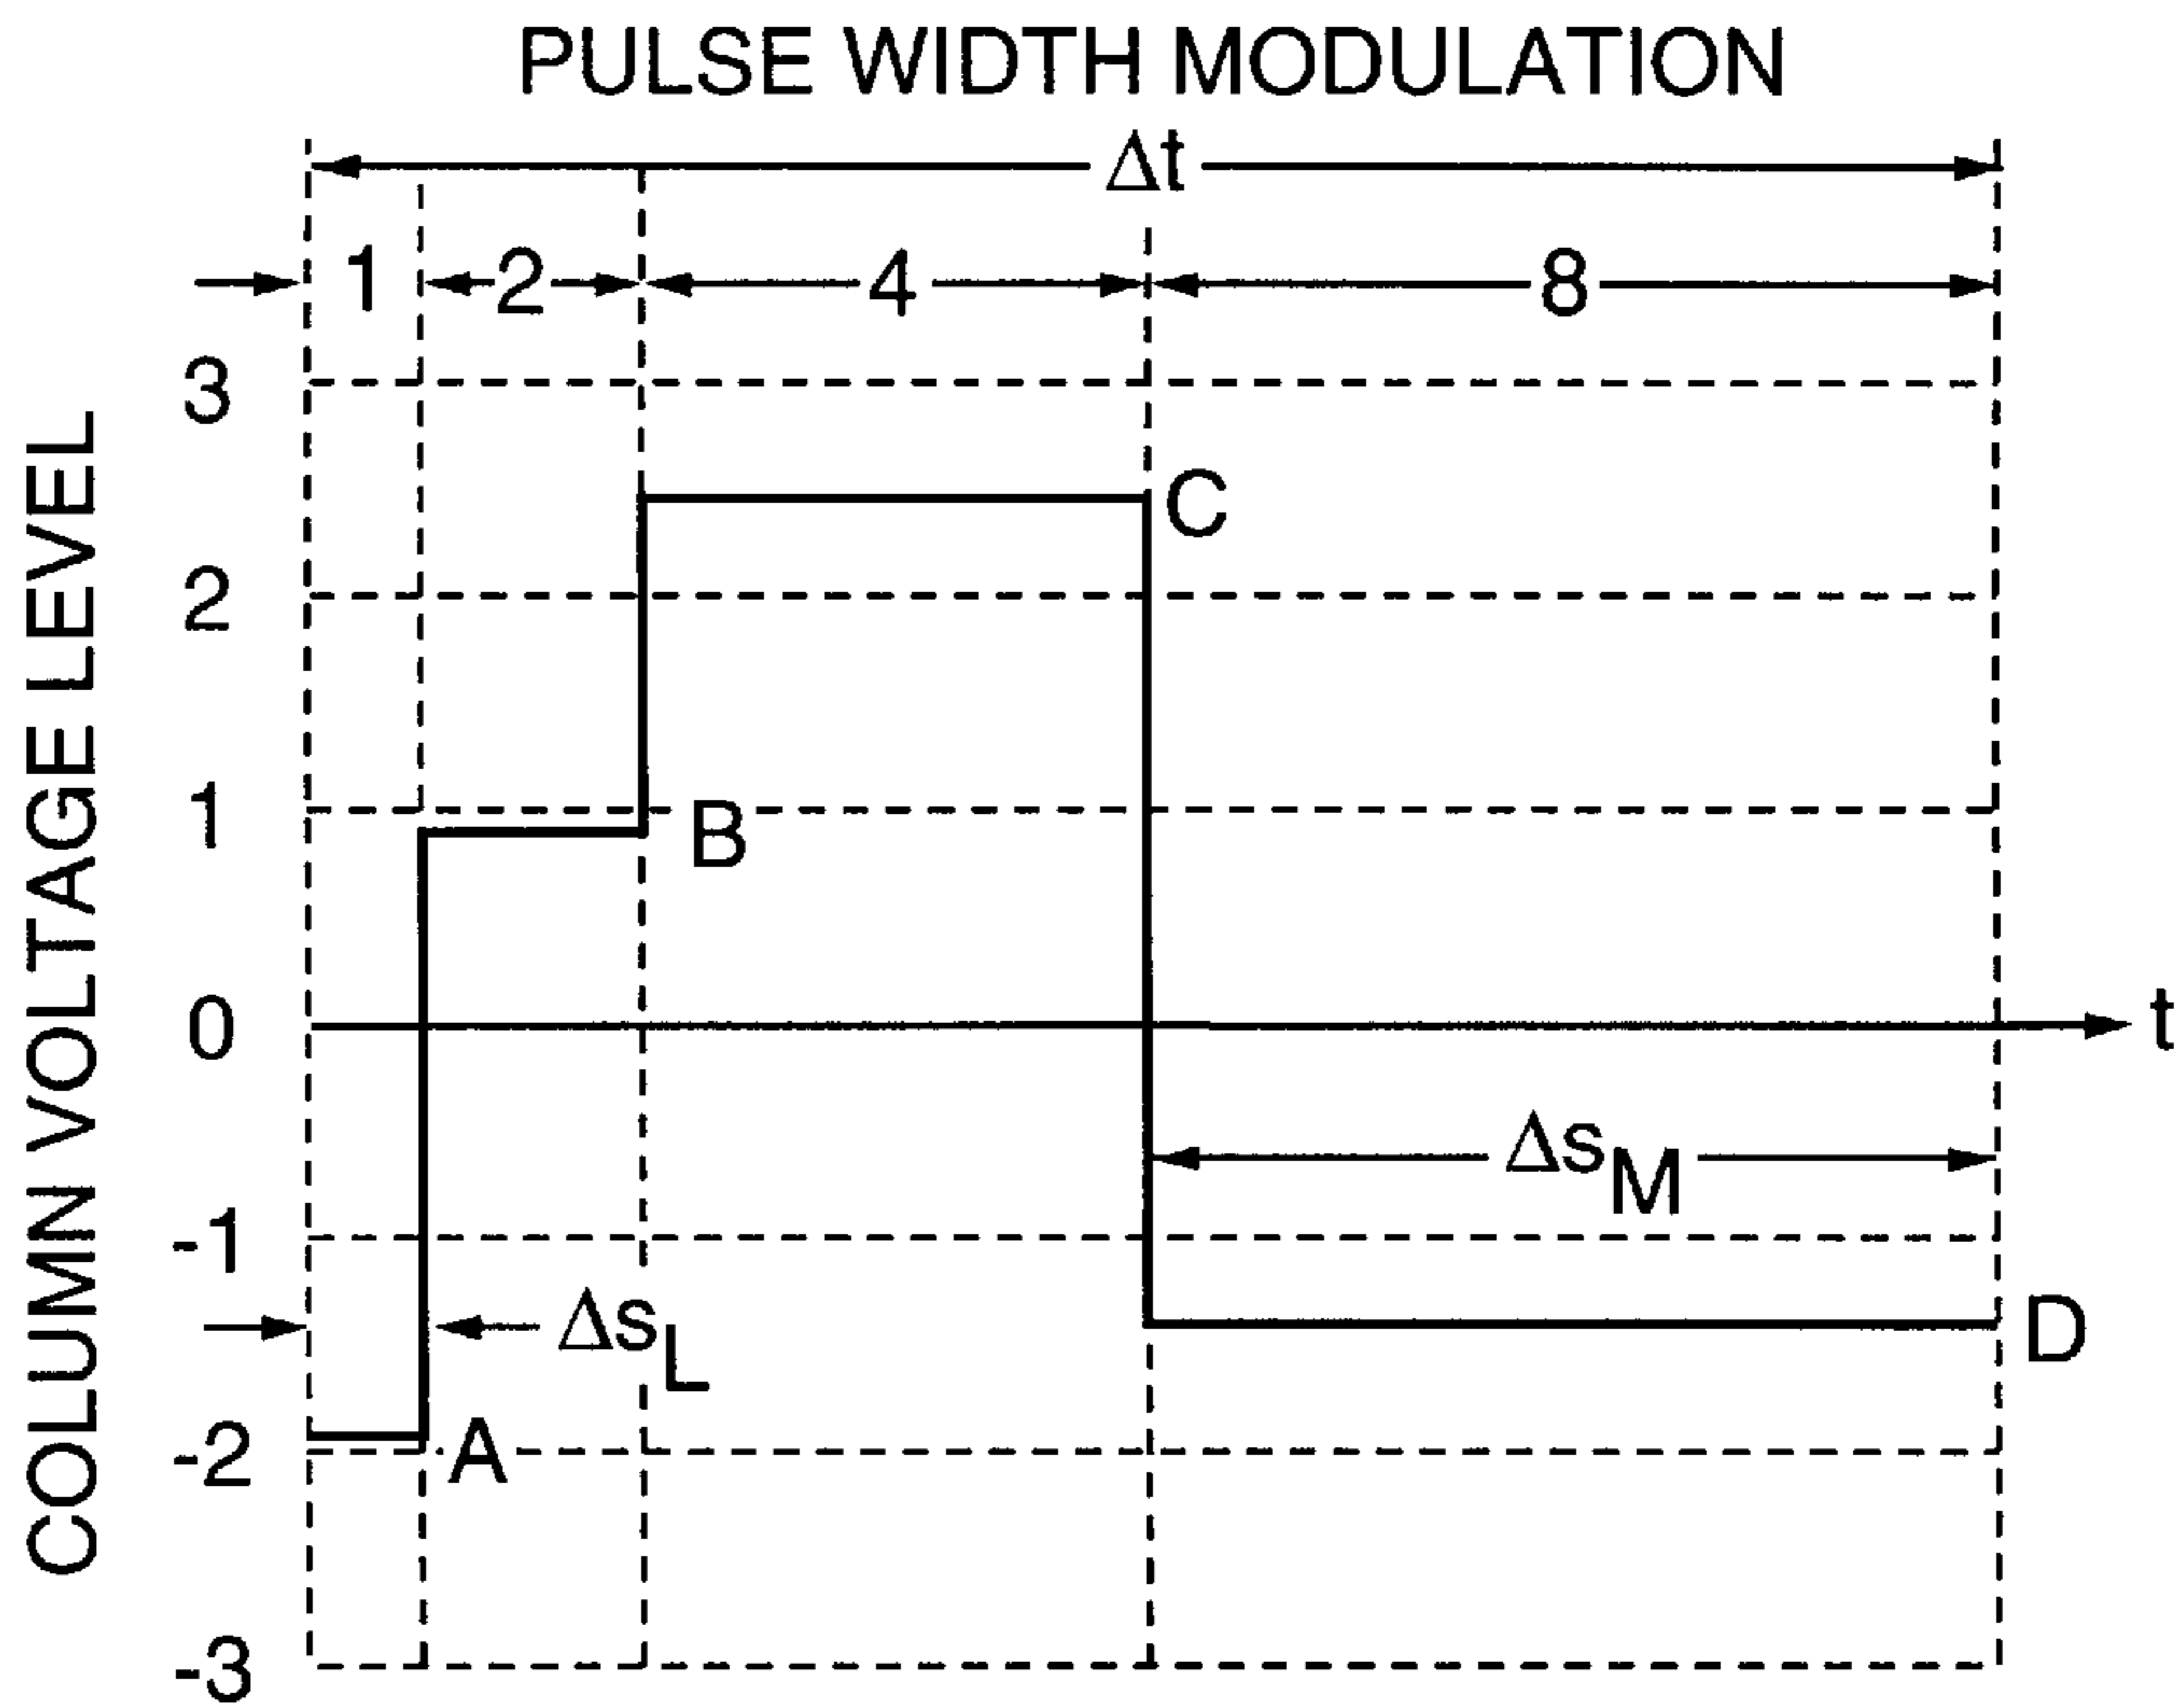 PULSE WIDTH MODULATION
Δt
1 2 4 8
3
C
2
1
B
COLUMN VOLTAGE LEVEL
0
t
ΔsM
-1
ΔsL
D
-2
A
-3